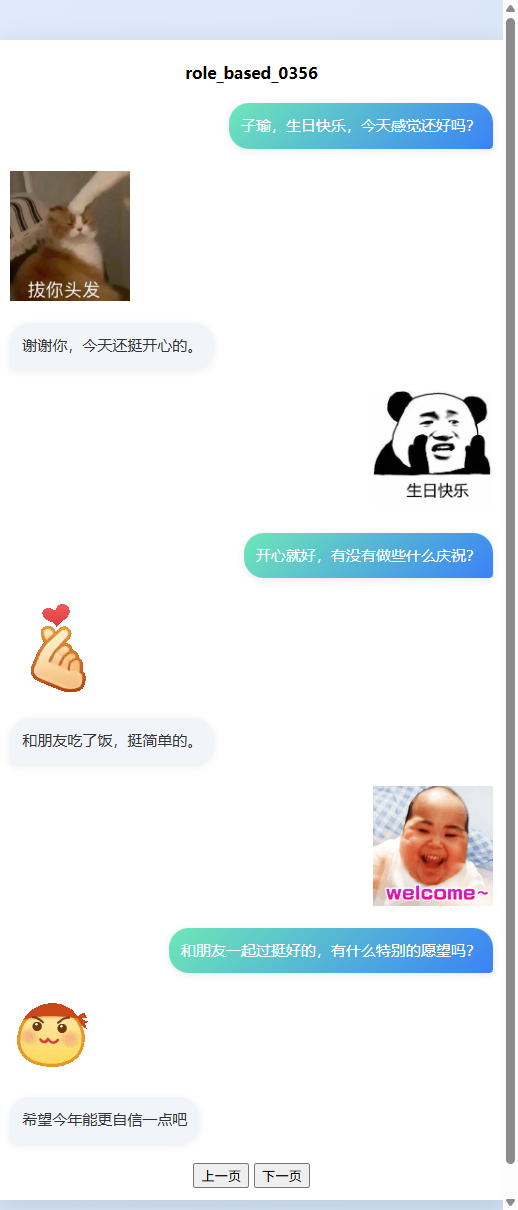 role_based_0356
子瑜，生日快乐，今天感觉还好吗？
拔你头发
谢谢你，今天还挺开心的。
生日快乐
开心就好，有没有做些什么庆祝？
和朋友吃了饭，挺简单的。
welcome~
和朋友一起过挺好的，有什么特别的愿望吗？
希望今年能更自信一点吧
上一页 下一页